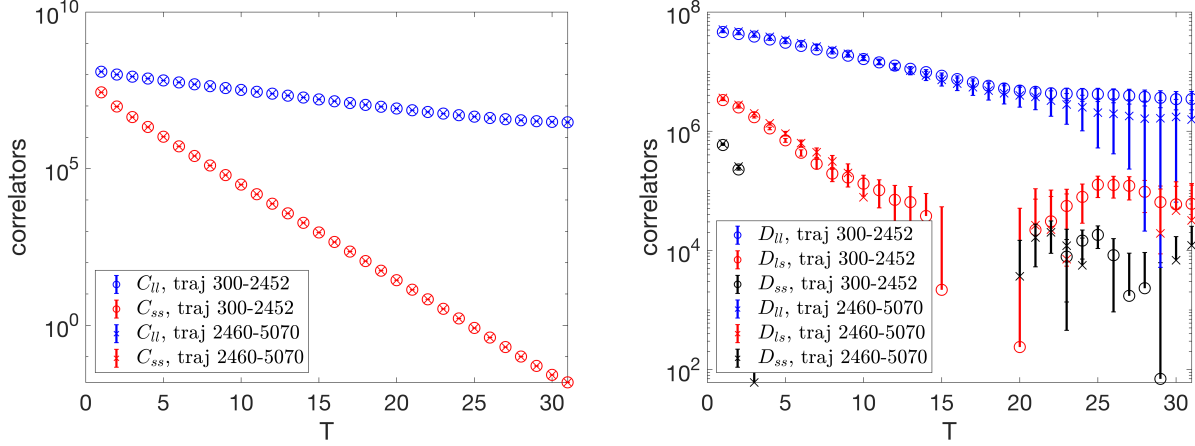 correlators
10^10
10^5
10^0
0 5 10 15 20 25 30
T
C_ll, traj 300-2452
C_ss, traj 300-2452
C_ll, traj 2460-5070
C_ss, traj 2460-5070
correlators
10^8
10^6
10^4
10^2
0 5 10 15 20 25 30
T
D_ll, traj 300-2452
D_ls, traj 300-2452
D_ss, traj 300-2452
D_ll, traj 2460-5070
D_ls, traj 2460-5070
D_ss, traj 2460-5070